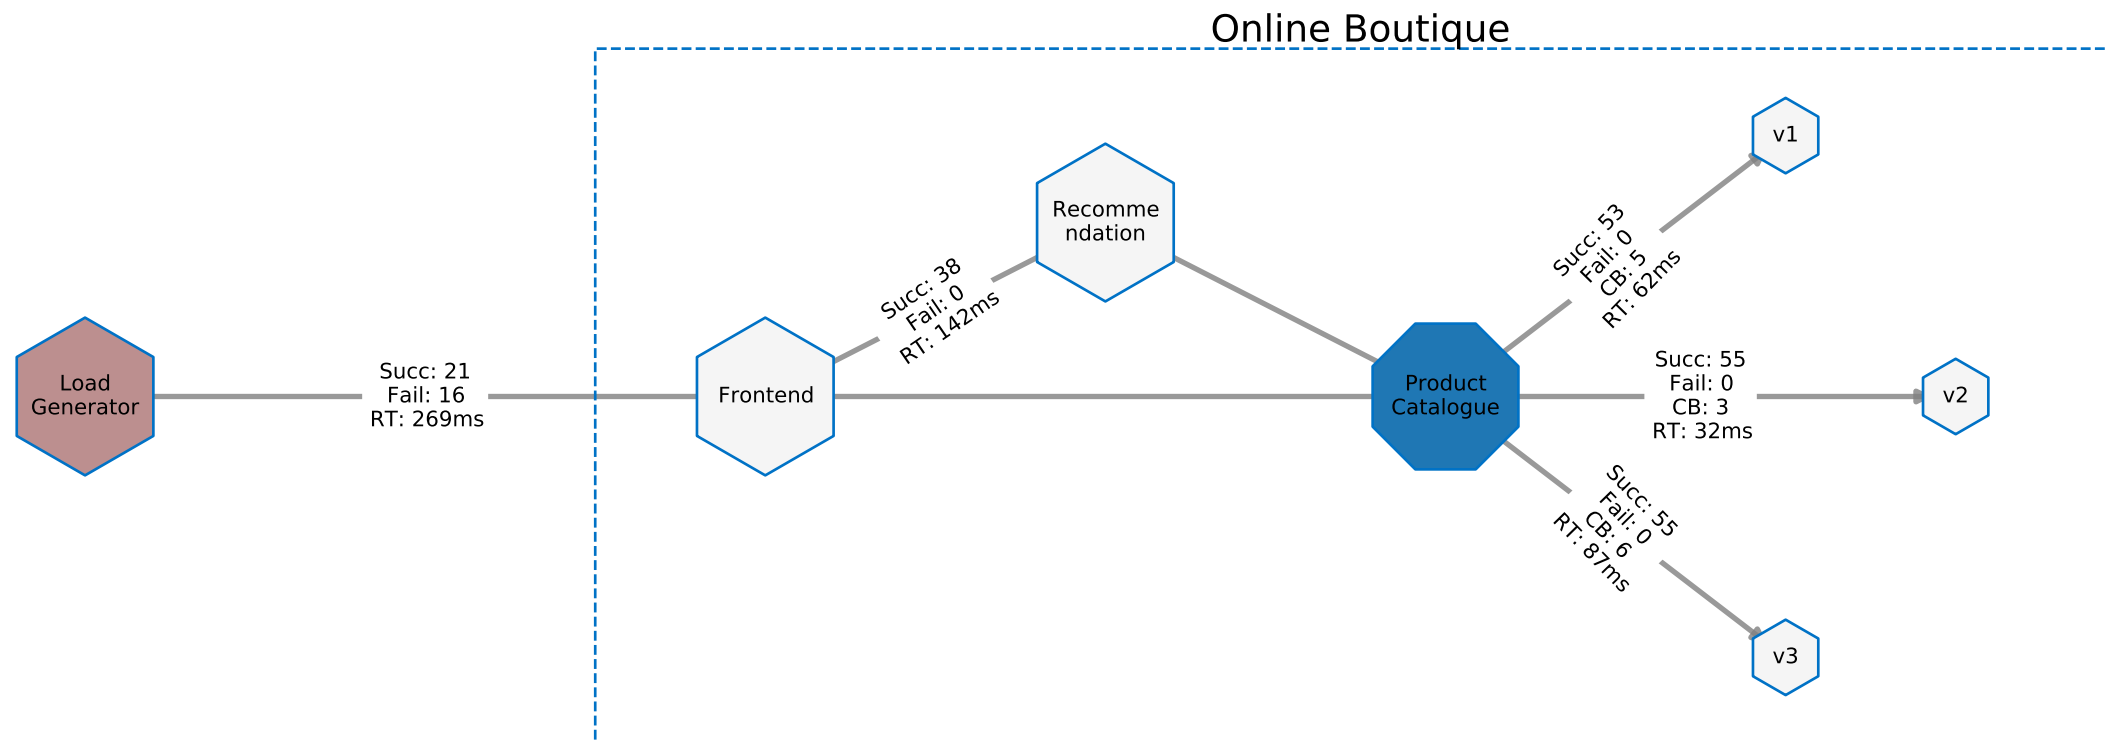 Online Boutique
v1
Recomme
ndation
Succ: 53
Fail: 0
CB: 5
RT: 62ms
Succ: 38
Fail: 0
RT: 142ms
Load
Generator
Succ: 21
Fail: 16
RT: 269ms
Frontend
Product
Catalogue
Succ: 55
Fail: 0
CB: 3
RT: 32ms
v2
Succ: 55
Fail: 0
CB: 6
RT: 87ms
v3